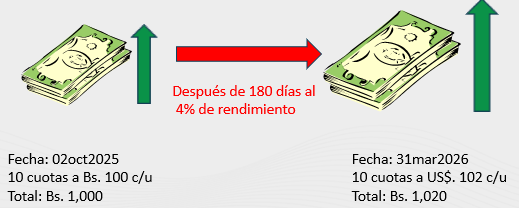 Después de 180 días al
4% de rendimiento
Fecha: 02oct2025
10 cuotas a Bs. 100 c/u
Total: Bs. 1,000
Fecha: 31mar2026
10 cuotas a US$. 102 c/u
Total: Bs. 1,020